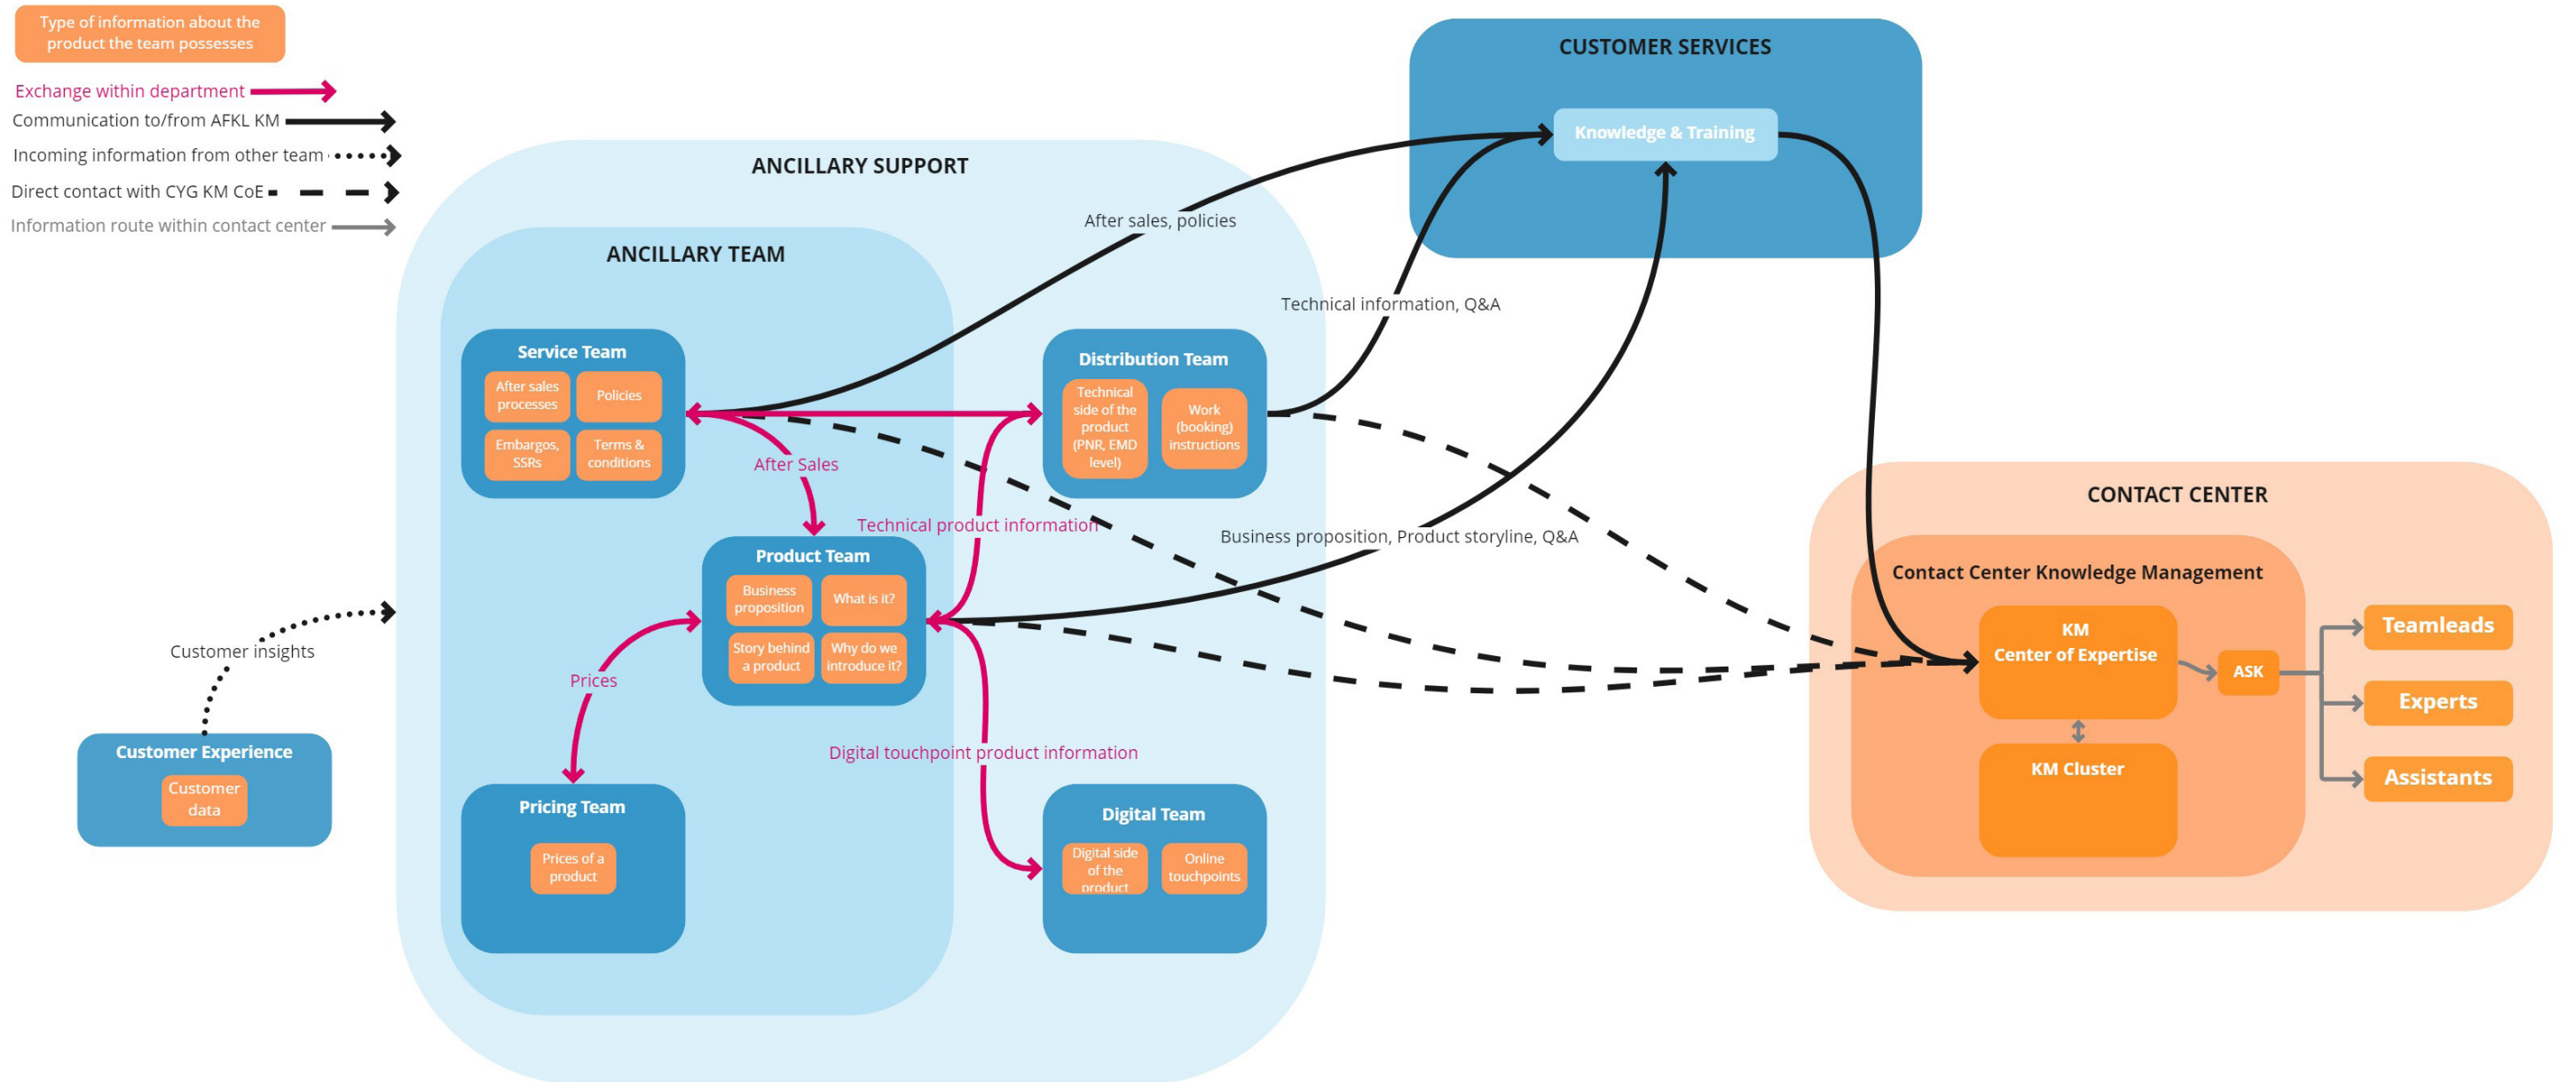 Type of information about the
product the team possesses
Exchange within department
Communication to/from AFKL KM
Incoming information from other team
Direct contact with CYG KM CoE
Information route within contact center
ANCILLARY SUPPORT
ANCILLARY TEAM
Service Team
After sales
processes
Policies
Embargos,
SSRs
Terms &
conditions
Distribution Team
Technical
side of the
product
(PNR, EMD
level)
Work
(booking)
instructions
After Sales
Technical product information
Product Team
Business
proposition
What is it?
Story behind
a product
Why do we
introduce it?
Prices
Digital touchpoint product information
Pricing Team
Prices of a
product
Digital Team
Digital side
of the
product
Online
touchpoints
Customer insights
Customer Experience
Customer
data
CUSTOMER SERVICES
Knowledge & Training
After sales, policies
Technical information, Q&A
Business proposition, Product storyline, Q&A
CONTACT CENTER
Contact Center Knowledge Management
KM
Center of Expertise
KM Cluster
ASK
Teamleads
Experts
Assistants